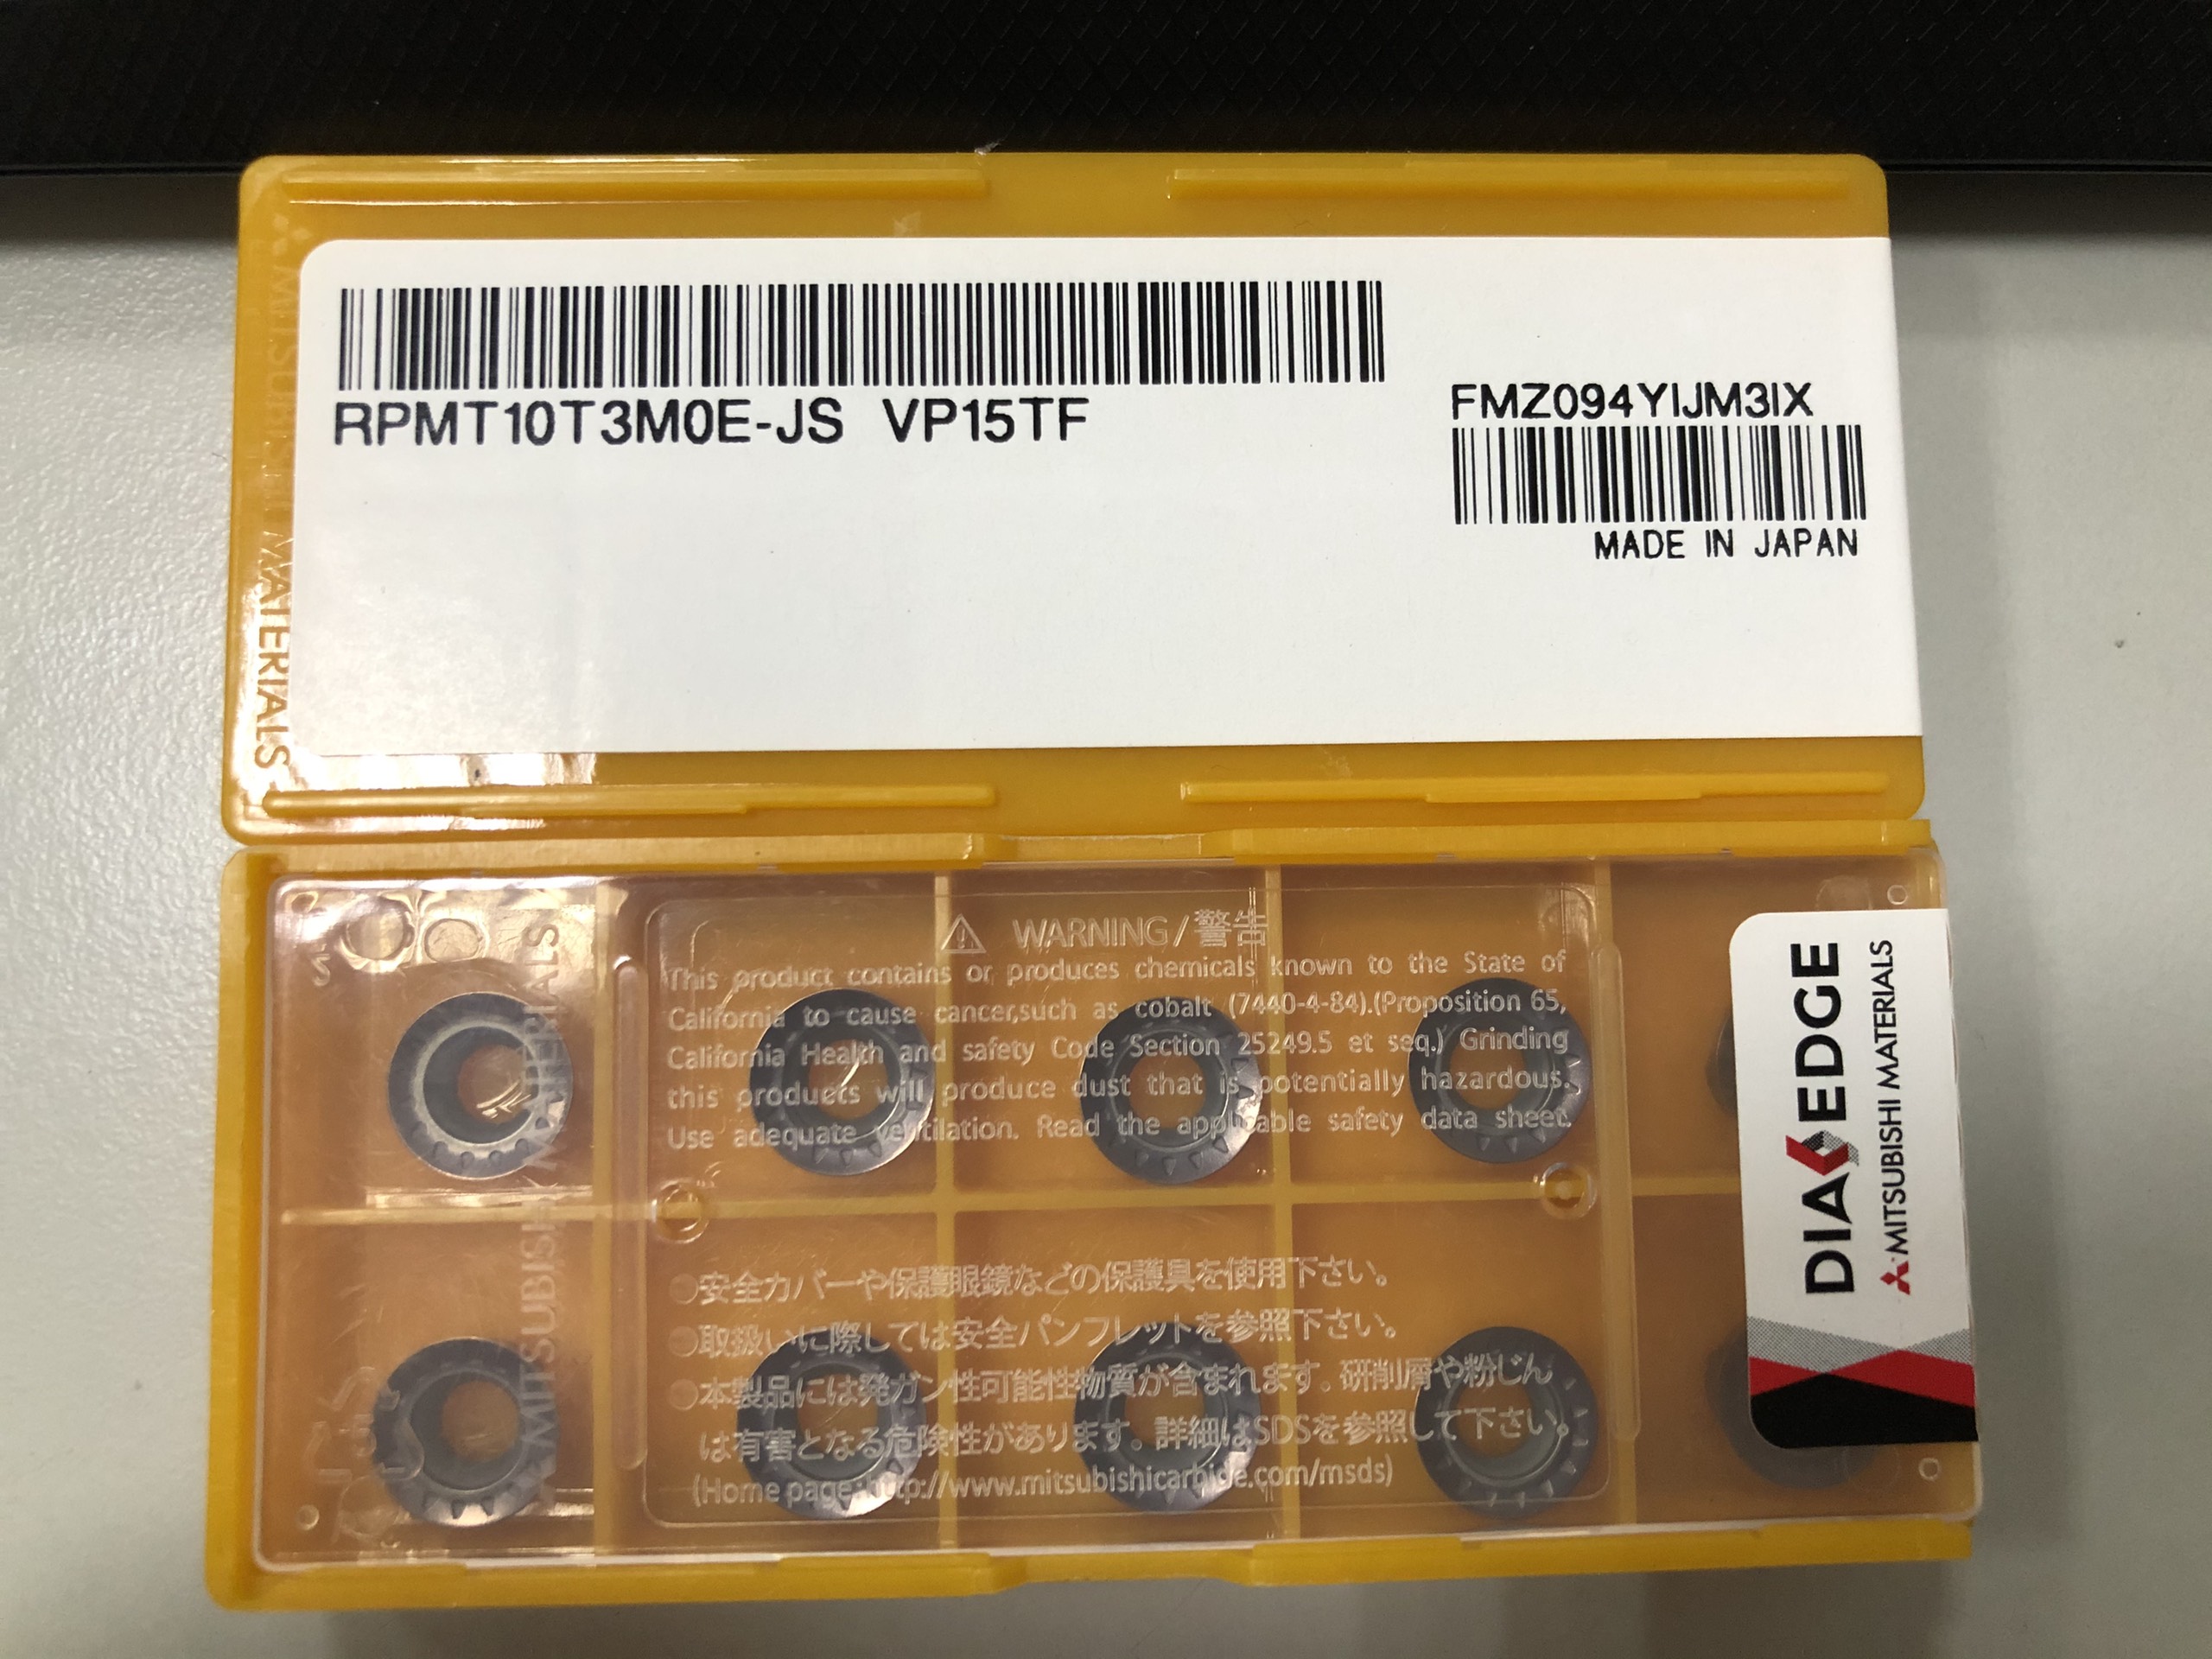 RPMT10T3M0E-JS VP15TF
FMZ094YIJM3IX
MADE IN JAPAN
MITSUBISHI MATERIALS
WARNING/警告
This product contains or produces chemicals known to the State of
California to cause cancer,such as cobalt (7440-4-84).(Proposition 65,
California Health and safety Code Section 25249.5 et seq.) Grinding
this products will produce dust that is potentially hazardous.
Use adequate ventilation. Read the applicable safety data sheet.
●安全カバーや保護眼鏡などの保護具を使用下さい。
●取扱いに際しては安全パンフレットを参照下さい。
●本製品には発ガン性可能性物質が含まれます。研削屑や粉じん
は有害となる危険性があります。詳細はSDSを参照して下さい。
(Home page:http://www.mitsubishicarbide.com/msds)
MITSUBISHI MATERIALS
DIAEDGE
MITSUBISHI MATERIALS